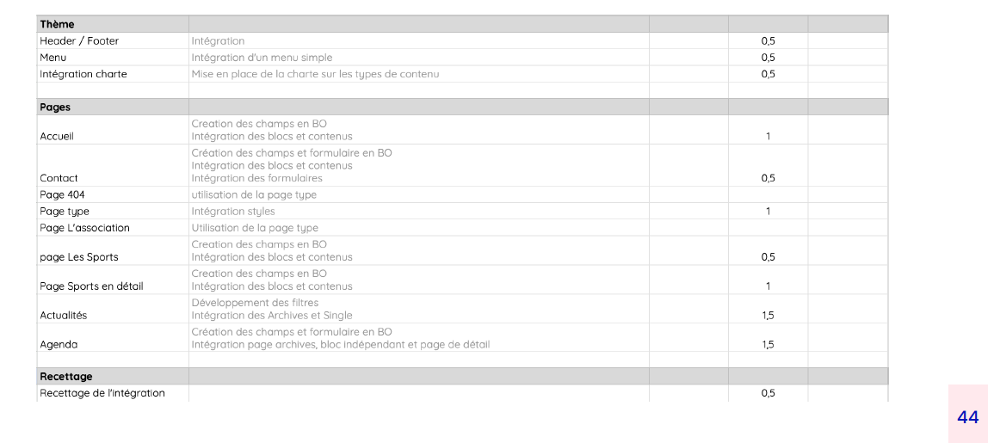 Thème
Header / Footer Intégration 0,5
Menu Intégration d'un menu simple 0,5
Intégration charte Mise en place de la charte sur les types de contenu 0,5
Pages
Creation des champs en BO
Accueil Intégration des blocs et contenus 1
Création des champs et formulaire en BO
Intégration des blocs et contenus
Contact Intégration des formulaires 0,5
Page 404 utilisation de la page type
Page type Intégration styles 1
Page L'association Utilisation de la page type
Creation des champs en BO
page Les Sports Intégration des blocs et contenus 0,5
Creation des champs en BO
Page Sports en détail Intégration des blocs et contenus 1
Développement des filtres
Actualités Intégration des Archives et Single 1,5
Création des champs et formulaire en BO
Agenda Intégration page archives, bloc indépendant et page de détail 1,5
Recettage
Recettage de l'intégration 0,5
44